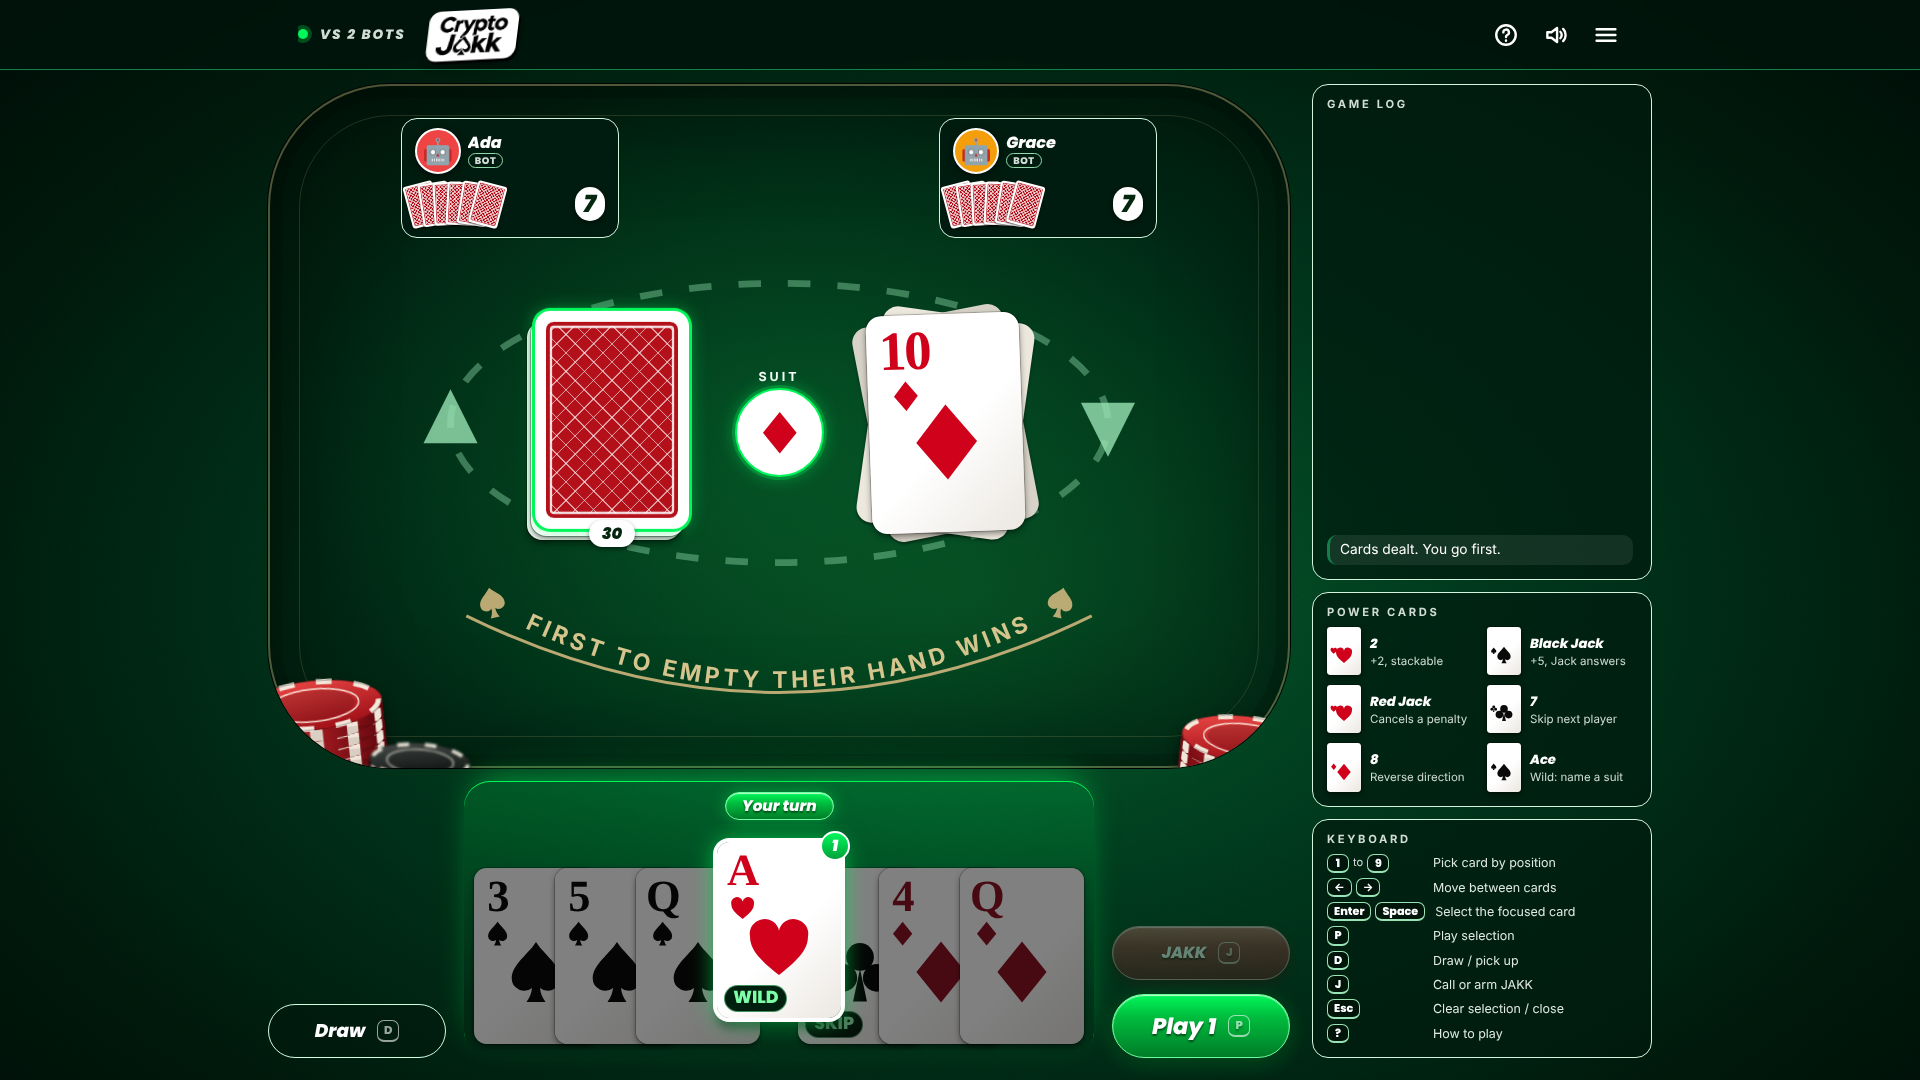 VS 2 BOTS
Crypto
Jakk
GAME LOG
Ada
BOT
7
Grace
BOT
7
SUIT
10
30
Cards dealt. You go first.
FIRST TO EMPTY THEIR HAND WINS
POWER CARDS
2
+2, stackable
Black Jack
+5, Jack answers
Red Jack
Cancels a penalty
7
Skip next player
8
Reverse direction
Ace
Wild: name a suit
Your turn
1
3
5
Q
A
4
Q
WILD
SKIP
Draw D
JAKK J
Play 1 P
KEYBOARD
1 to 9 Pick card by position
← → Move between cards
Enter Space Select the focused card
P Play selection
D Draw / pick up
J Call or arm JAKK
Esc Clear selection / close
? How to play